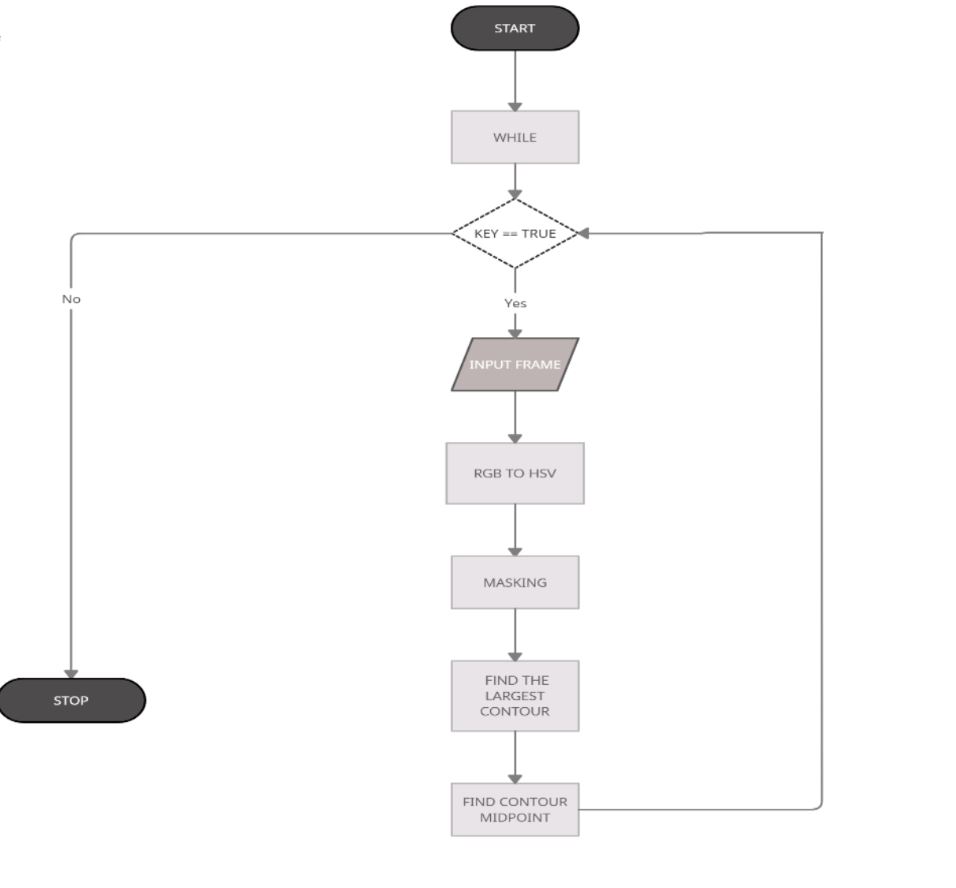 START
WHILE
KEY == TRUE
No
Yes
INPUT FRAME
RGB TO HSV
MASKING
FIND THE
LARGEST
CONTOUR
STOP
FIND CONTOUR
MIDPOINT